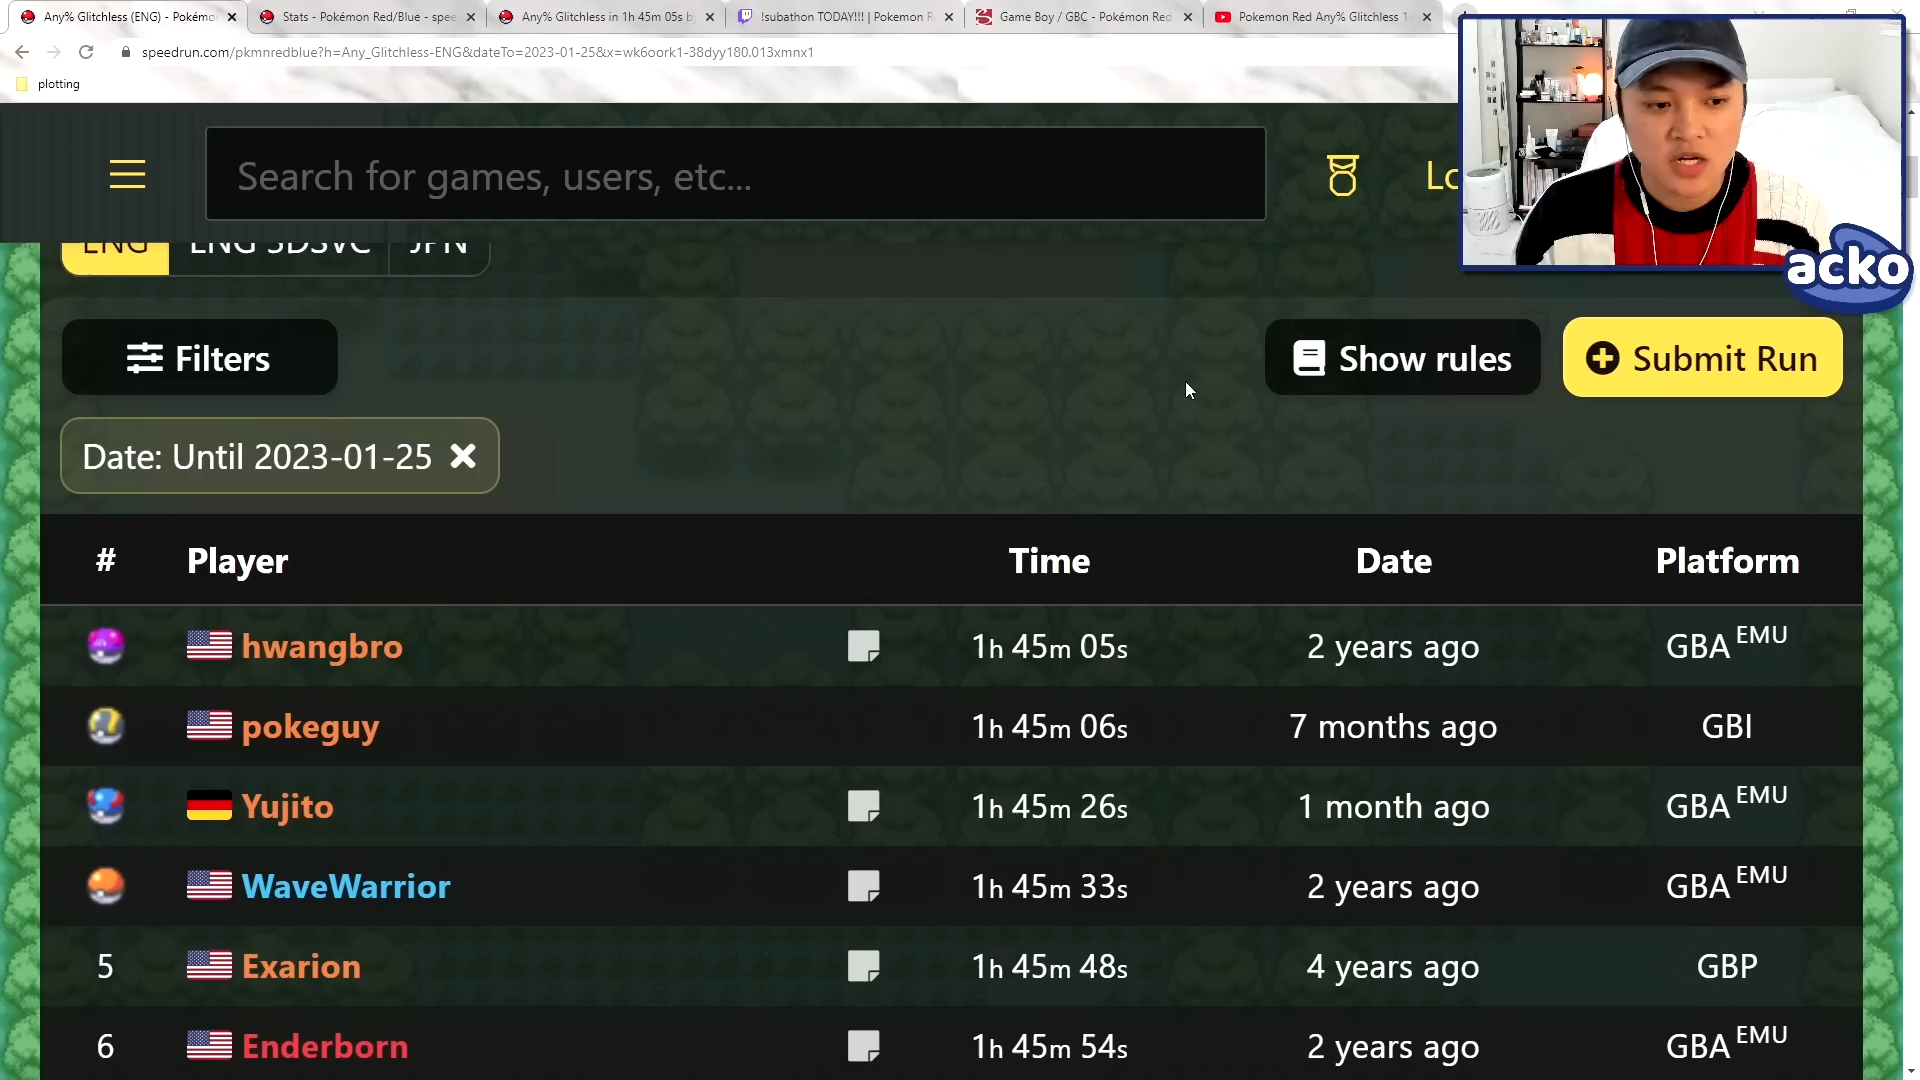 Any% Glitchless (ENG) - Pokémo
Stats - Pokémon Red/Blue - spee
Any% Glitchless in 1h 45m 05s b
!subathon TODAY!!! | Pokemon R
Game Boy / GBC - Pokémon Red
Pokemon Red Any% Glitchless 1
speedrun.com/pkmnredblue?h=Any_Glitchless-ENG&dateTo=2023-01-25&x=wk6oork1-38dyy180.013xmnx1
plotting
Search for games, users, etc...
Lo
acko
ENG
ENG 3DSVC
JPN
Filters
Show rules
Submit Run
Date: Until 2023-01-25
# Player Time Date Platform
hwangbro 1h 45m 05s 2 years ago GBA EMU
pokeguy 1h 45m 06s 7 months ago GBI
Yujito 1h 45m 26s 1 month ago GBA EMU
WaveWarrior 1h 45m 33s 2 years ago GBA EMU
5 Exarion 1h 45m 48s 4 years ago GBP
6 Enderborn 1h 45m 54s 2 years ago GBA EMU